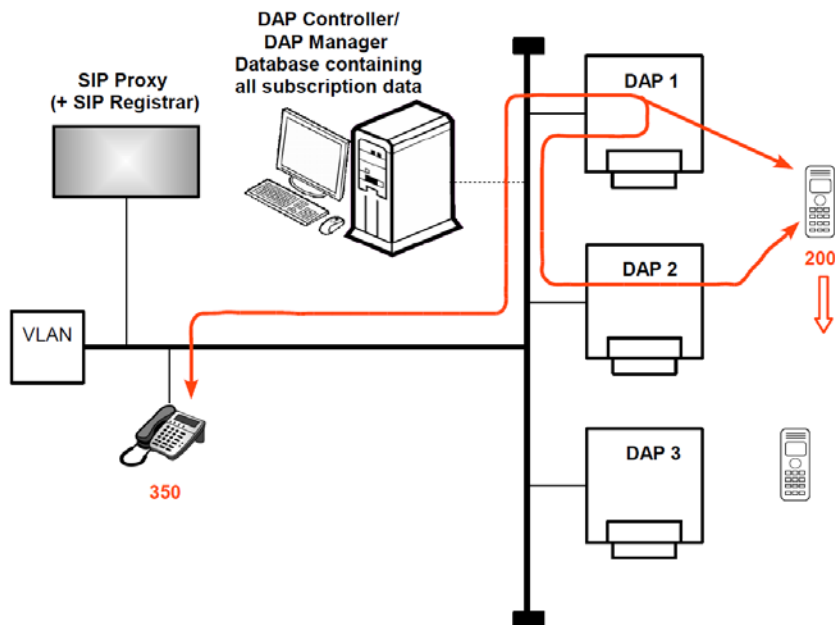 DAP Controller/
DAP Manager
Database containing
all subscription data
SIP Proxy
(+ SIP Registrar)
DAP 1
200
DAP 2
VLAN
DAP 3
350